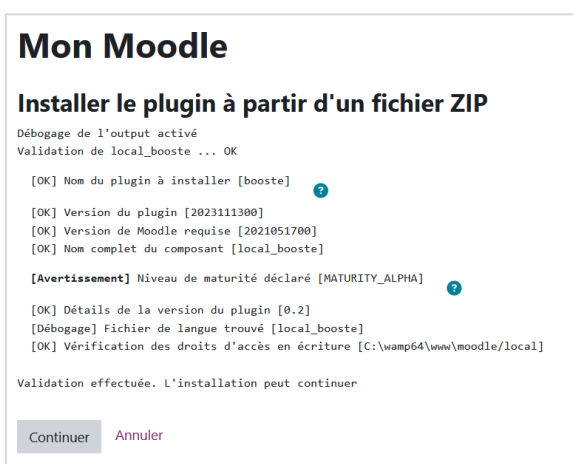 Mon Moodle
Installer le plugin à partir d'un fichier ZIP
Débogage de l'output activé
Validation de local_booste ... OK
[OK] Nom du plugin à installer [booste]
?
[OK] Version du plugin [2023111300]
[OK] Version de Moodle requise [2021051700]
[OK] Nom complet du composant [local_booste]
[Avertissement] Niveau de maturité déclaré [MATURITY_ALPHA]
?
[OK] Détails de la version du plugin [0.2]
[Débogage] Fichier de langue trouvé [local_booste]
[OK] Vérification des droits d'accès en écriture [C:\wamp64\www\moodle/local]
Validation effectuée. L'installation peut continuer
Continuer Annuler